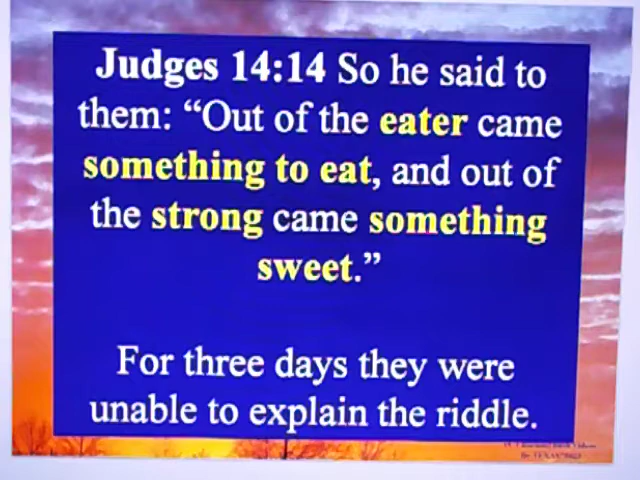 Judges 14:14 So he said to
them: “Out of the eater came
something to eat, and out of
the strong came something
sweet.”
For three days they were
unable to explain the riddle.